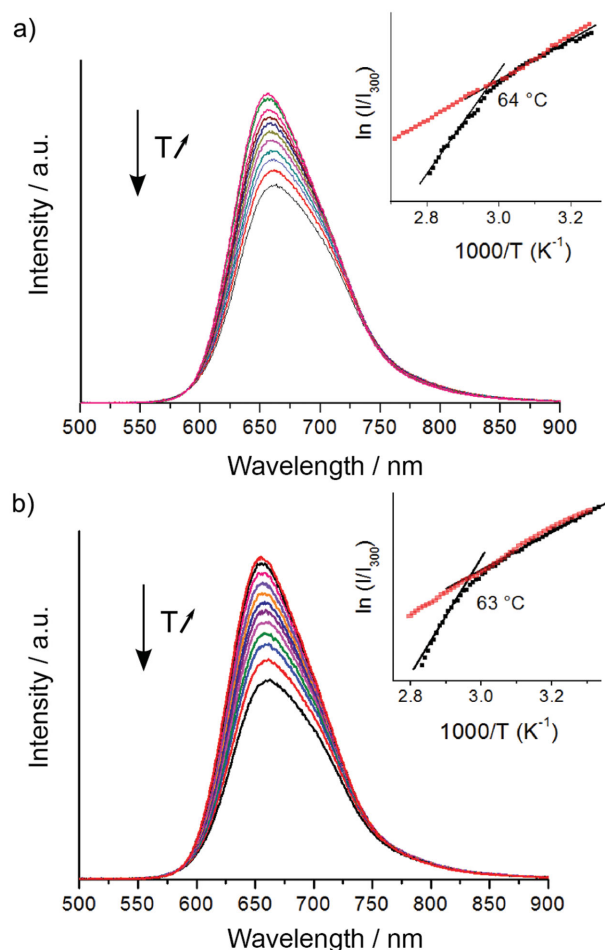 a)
T↗
Intensity / a.u.
500 550 600 650 700 750 800 850 900
Wavelength / nm
ln (I/I₃₀₀)
64 °C
2.8 3.0 3.2
1000/T (K⁻¹)
b)
T↗
Intensity / a.u.
500 550 600 650 700 750 800 850 900
Wavelength / nm
ln (I/I₃₀₀)
63 °C
2.8 3.0 3.2
1000/T (K⁻¹)